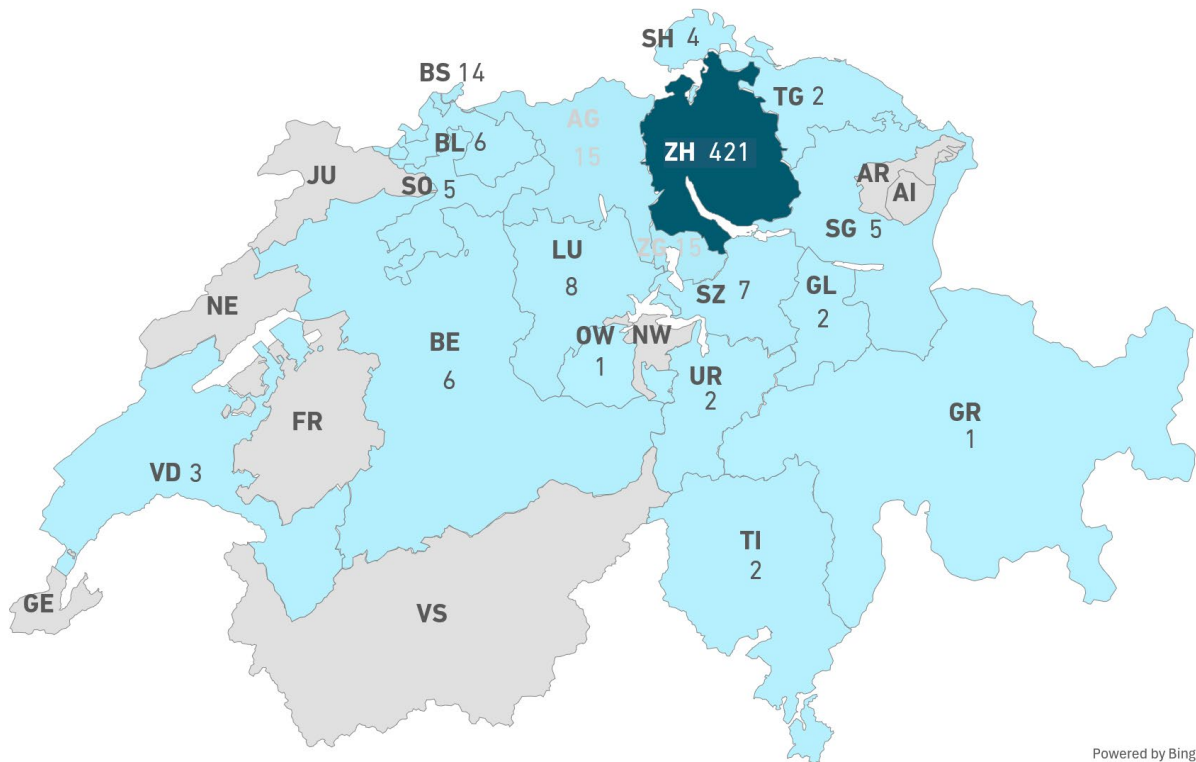 SH 4
BS 14
TG 2
AG
15
BL 6
ZH 421
JU
SO 5
AR
AI
SG 5
ZG 15
LU
8
SZ 7
GL
2
NE
BE
6
OW
1
NW
UR
2
FR
GR
1
VD 3
TI
2
GE
VS
Powered by Bing